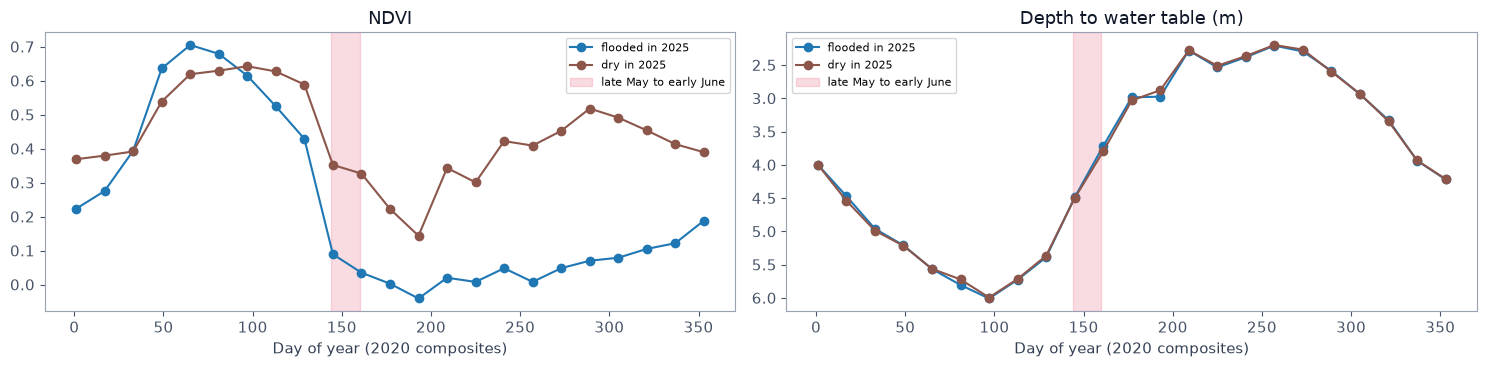 NDVI
0.7
0.6
0.5
0.4
0.3
0.2
0.1
0.0
flooded in 2025
dry in 2025
late May to early June
0 50 100 150 200 250 300 350
Day of year (2020 composites)
Depth to water table (m)
2.5
3.0
3.5
4.0
4.5
5.0
5.5
6.0
flooded in 2025
dry in 2025
late May to early June
0 50 100 150 200 250 300 350
Day of year (2020 composites)